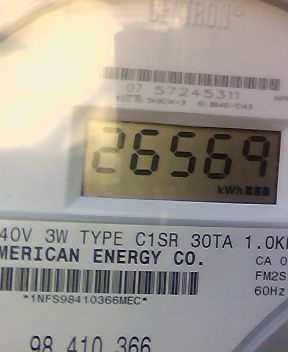 CENTRON®
07 57245311
26569
kWh
40V 3W TYPE C1SR 30TA 1.0K
MERICAN ENERGY CO.
CA 0
*1NFS98410366MEC*
FM2S
60Hz
98 410 366